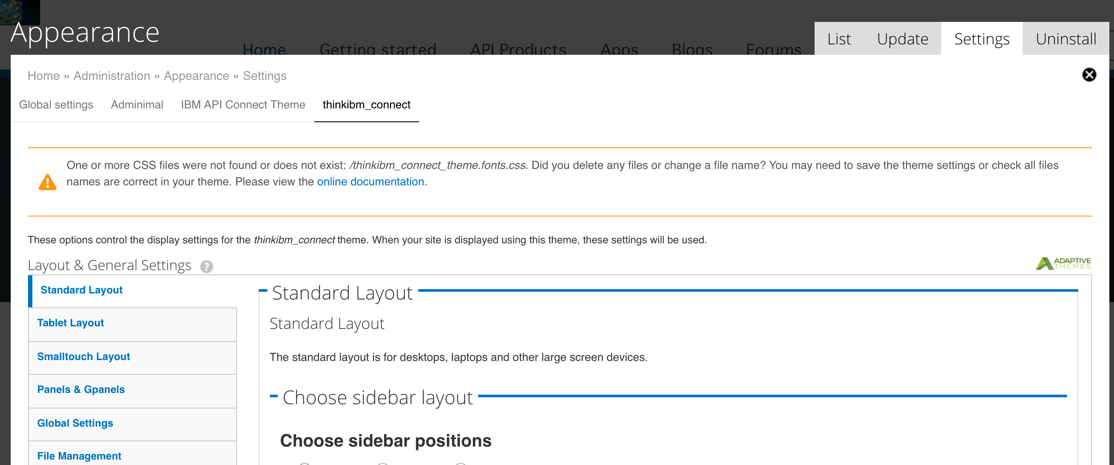 Appearance
Home Getting started API Products Apps Blogs Forums
List Update Settings Uninstall
Home » Administration » Appearance » Settings
Global settings Adminimal IBM API Connect Theme thinkibm_connect
One or more CSS files were not found or does not exist: /thinkibm_connect_theme.fonts.css. Did you delete any files or change a file name? You may need to save the theme settings or check all files
names are correct in your theme. Please view the online documentation.
These options control the display settings for the thinkibm_connect theme. When your site is displayed using this theme, these settings will be used.
Layout & General Settings ?
ADAPTIVE
THEMES
Standard Layout
Tablet Layout
Smalltouch Layout
Panels & Gpanels
Global Settings
File Management
Standard Layout
Standard Layout
The standard layout is for desktops, laptops and other large screen devices.
Choose sidebar layout
Choose sidebar positions